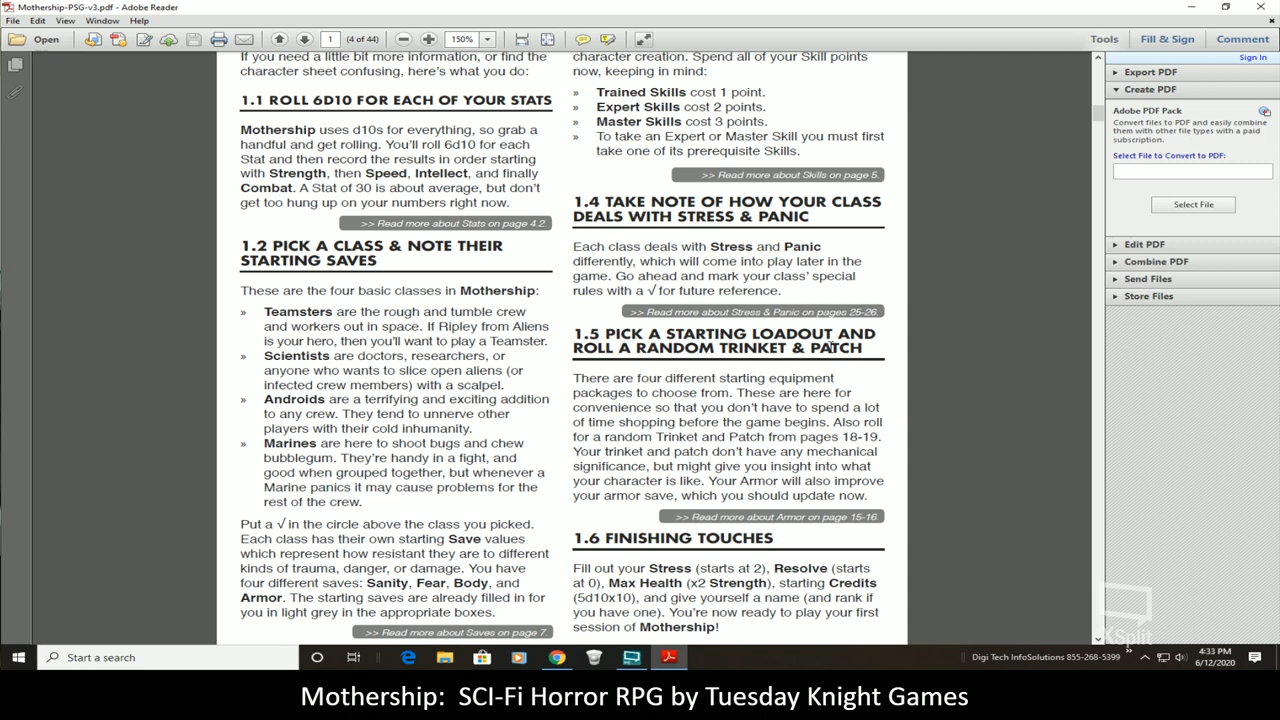 Mothership-PSG-v3.pdf - Adobe Reader
File Edit View Window Help
Open
1 (4 of 44)
150%
Tools
Fill & Sign
Comment
If you need a little bit more information, or find the
character sheet confusing, here's what you do:
1.1 ROLL 6D10 FOR EACH OF YOUR STATS
Mothership uses d10s for everything, so grab a
handful and get rolling. You'll roll 6d10 for each
Stat and then record the results in order starting
with Strength, then Speed, Intellect, and finally
Combat. A Stat of 30 is about average, but don't
get too hung up on your numbers right now.
>> Read more about Stats on page 4.2.
1.2 PICK A CLASS & NOTE THEIR
STARTING SAVES
These are the four basic classes in Mothership:
» Teamsters are the rough and tumble crew
and workers out in space. If Ripley from Aliens
is your hero, then you'll want to play a Teamster.
» Scientists are doctors, researchers, or
anyone who wants to slice open aliens (or
infected crew members) with a scalpel.
» Androids are a terrifying and exciting addition
to any crew. They tend to unnerve other
players with their cold inhumanity.
» Marines are here to shoot bugs and chew
bubblegum. They're handy in a fight, and
good when grouped together, but whenever a
Marine panics it may cause problems for the
rest of the crew.
Put a √ in the circle above the class you picked.
Each class has their own starting Save values
which represent how resistant they are to different
kinds of trauma, danger, or damage. You have
four different saves: Sanity, Fear, Body, and
Armor. The starting saves are already filled in for
you in light grey in the appropriate boxes.
>> Read more about Saves on page 7.
character creation. Spend all of your Skill points
now, keeping in mind:
» Trained Skills cost 1 point.
» Expert Skills cost 2 points.
» Master Skills cost 3 points.
» To take an Expert or Master Skill you must first
take one of its prerequisite Skills.
>> Read more about Skills on page 5.
1.4 TAKE NOTE OF HOW YOUR CLASS
DEALS WITH STRESS & PANIC
Each class deals with Stress and Panic
differently, which will come into play later in the
game. Go ahead and mark your class' special
rules with a √ for future reference.
>> Read more about Stress & Panic on pages 25-26.
1.5 PICK A STARTING LOADOUT AND
ROLL A RANDOM TRINKET & PATCH
There are four different starting equipment
packages to choose from. These are here for
convenience so that you don't have to spend a lot
of time shopping before the game begins. Also roll
for a random Trinket and Patch from pages 18-19.
Your trinket and patch don't have any mechanical
significance, but might give you insight into what
your character is like. Your Armor will also improve
your armor save, which you should update now.
>> Read more about Armor on page 15-16.
1.6 FINISHING TOUCHES
Fill out your Stress (starts at 2), Resolve (starts
at 0), Max Health (x2 Strength), starting Credits
(5d10x10), and give yourself a name (and rank if
you have one). You're now ready to play your first
session of Mothership!
Sign In
Export PDF
Create PDF
Adobe PDF Pack
Convert files to PDF and easily combine
them with other file types with a paid
subscription.
Select File to Convert to PDF:
Select File
Edit PDF
Combine PDF
Send Files
Store Files
XSplit
Start a search
Digi Tech InfoSolutions 855-268-5399
4:33 PM
6/12/2020
Mothership: SCI-Fi Horror RPG by Tuesday Knight Games